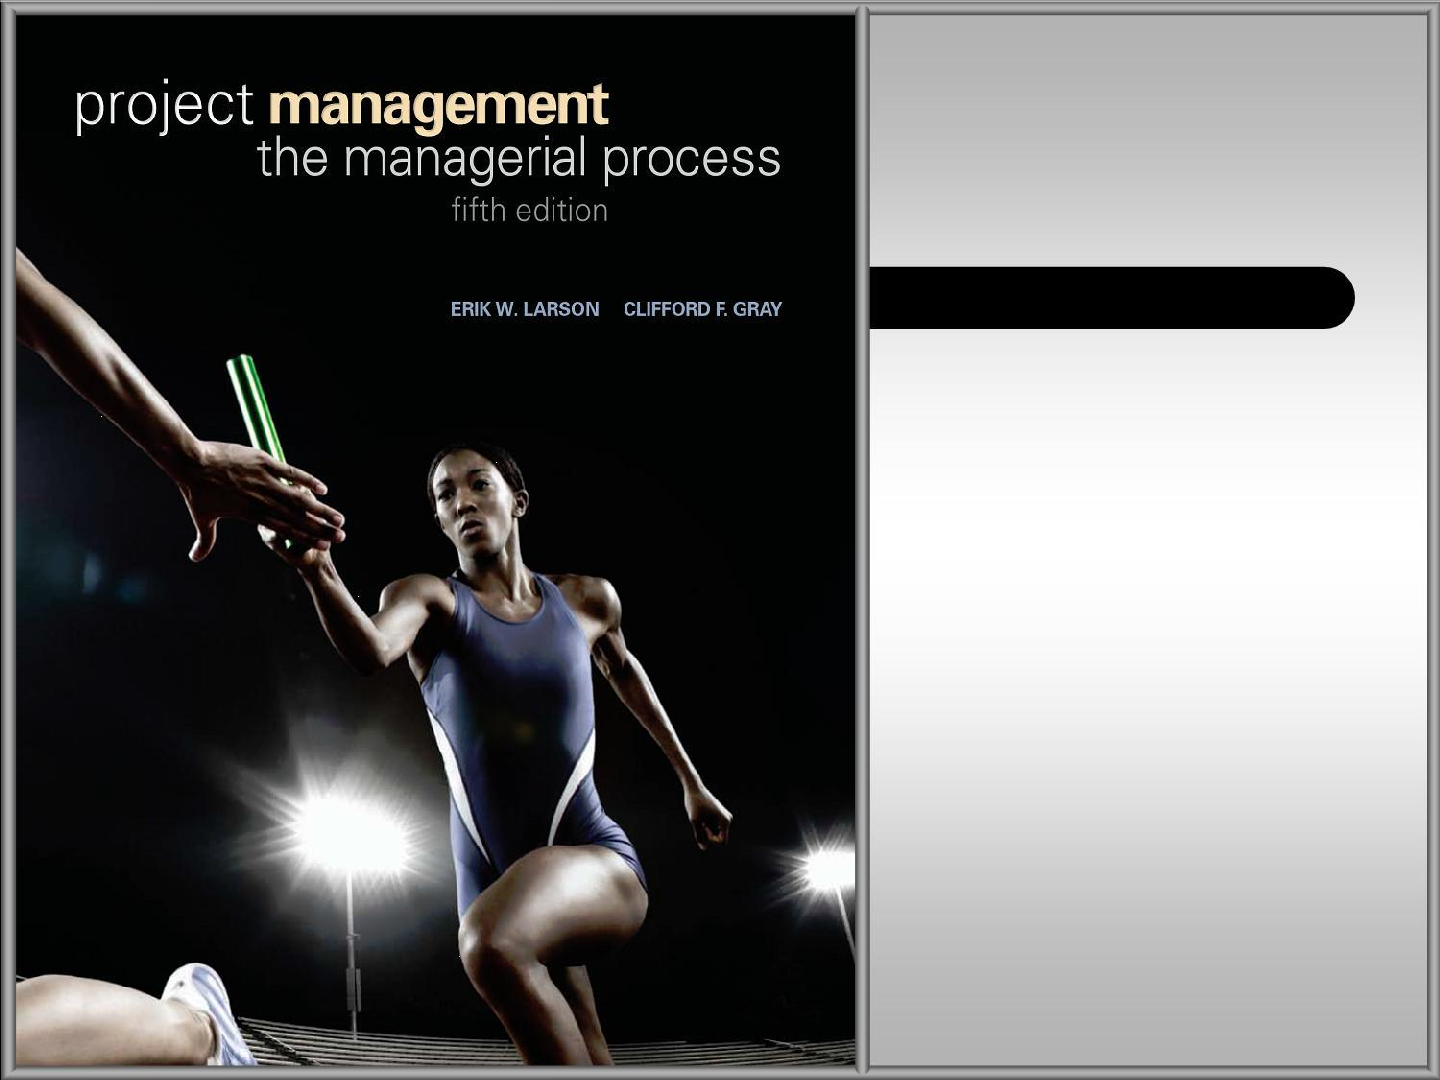 project management
the managerial process
fifth edition
ERIK W. LARSON CLIFFORD F. GRAY